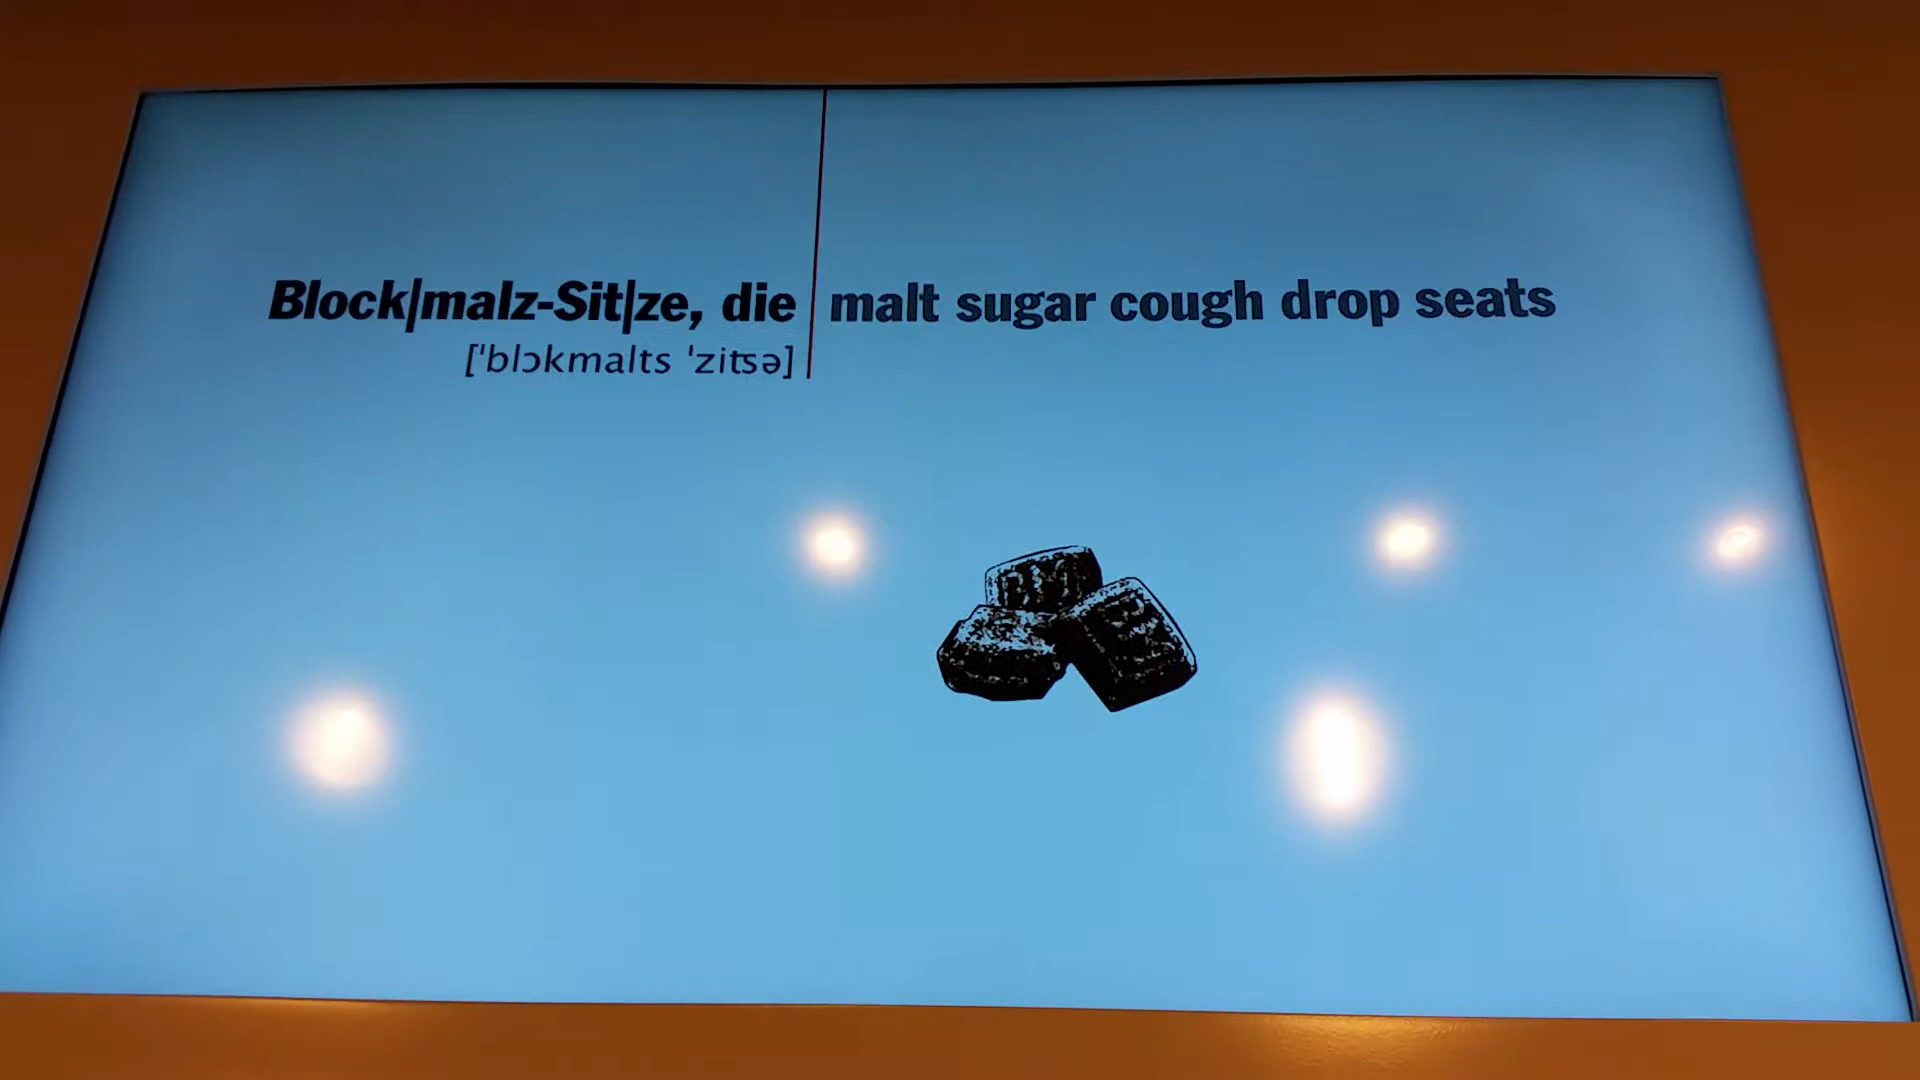 Block|malz-Sit|ze, die
malt sugar cough drop seats
['blɔkmalts 'zitsə]